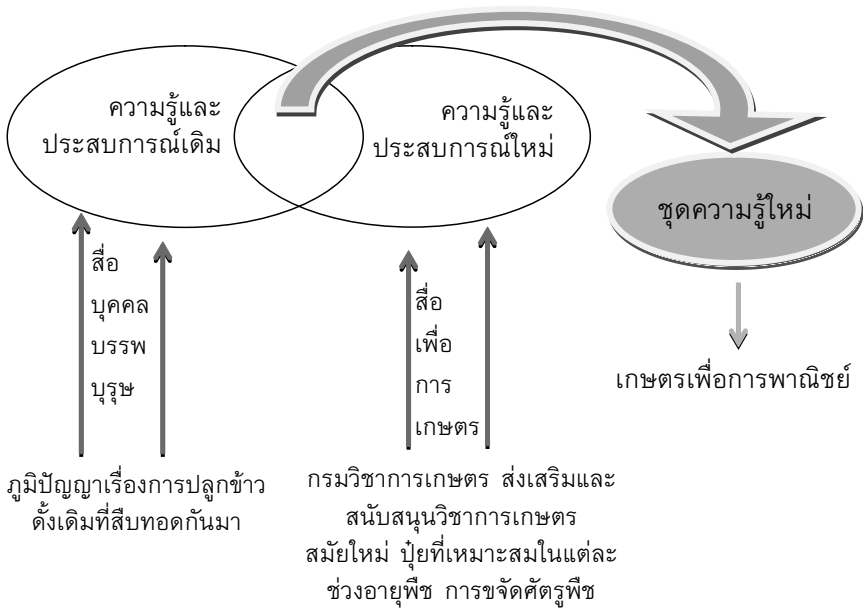 ความรู้และ
ประสบการณ์เดิม
ความรู้และ
ประสบการณ์ใหม่
ชุดความรู้ใหม่
สื่อ
บุคคล
บรรพ
บุรุษ
สื่อ
เพื่อ
การ
เกษตร
เกษตรเพื่อการพาณิชย์
ภูมิปัญญาเรื่องการปลูกข้าว
ดั้งเดิมที่สืบทอดกันมา
กรมวิชาการเกษตร ส่งเสริมและ
สนับสนุนวิชาการเกษตร
สมัยใหม่ ปุ๋ยที่เหมาะสมในแต่ละ
ช่วงอายุพืช การขจัดศัตรูพืช